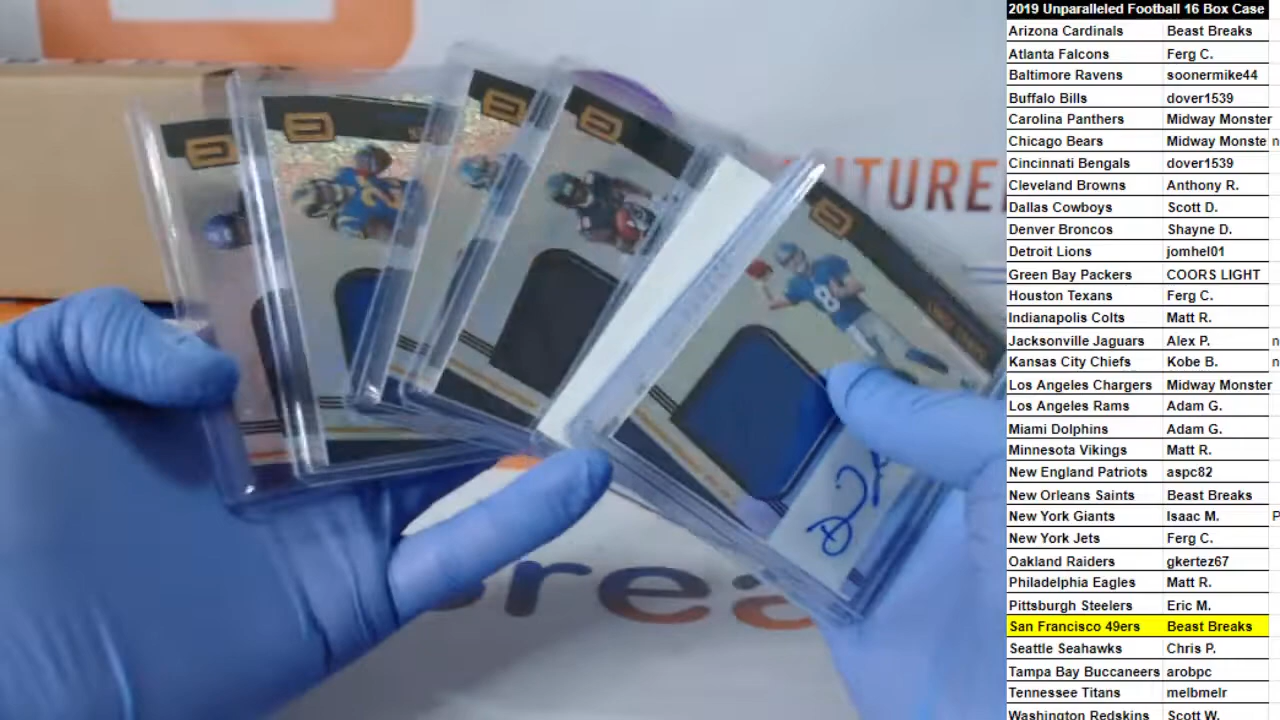 2019 Unparalleled Football 16 Box Case
Arizona Cardinals Beast Breaks
Atlanta Falcons Ferg C.
Baltimore Ravens soonermike44
Buffalo Bills dover1539
Carolina Panthers Midway Monster
Chicago Bears Midway Monste n
Cincinnati Bengals dover1539
Cleveland Browns Anthony R.
Dallas Cowboys Scott D.
Denver Broncos Shayne D.
Detroit Lions jomhel01
Green Bay Packers COORS LIGHT
Houston Texans Ferg C.
Indianapolis Colts Matt R.
Jacksonville Jaguars Alex P. n
Kansas City Chiefs Kobe B. n
Los Angeles Chargers Midway Monster
Los Angeles Rams Adam G.
Miami Dolphins Adam G.
Minnesota Vikings Matt R.
New England Patriots aspc82
New Orleans Saints Beast Breaks
New York Giants Isaac M. P
New York Jets Ferg C.
Oakland Raiders gkertez67
Philadelphia Eagles Matt R.
Pittsburgh Steelers Eric M.
San Francisco 49ers Beast Breaks
Seattle Seahawks Chris P.
Tampa Bay Buccaneers arobpc
Tennessee Titans melbmelr
Washington Redskins Scott W.
TURE
8
brea